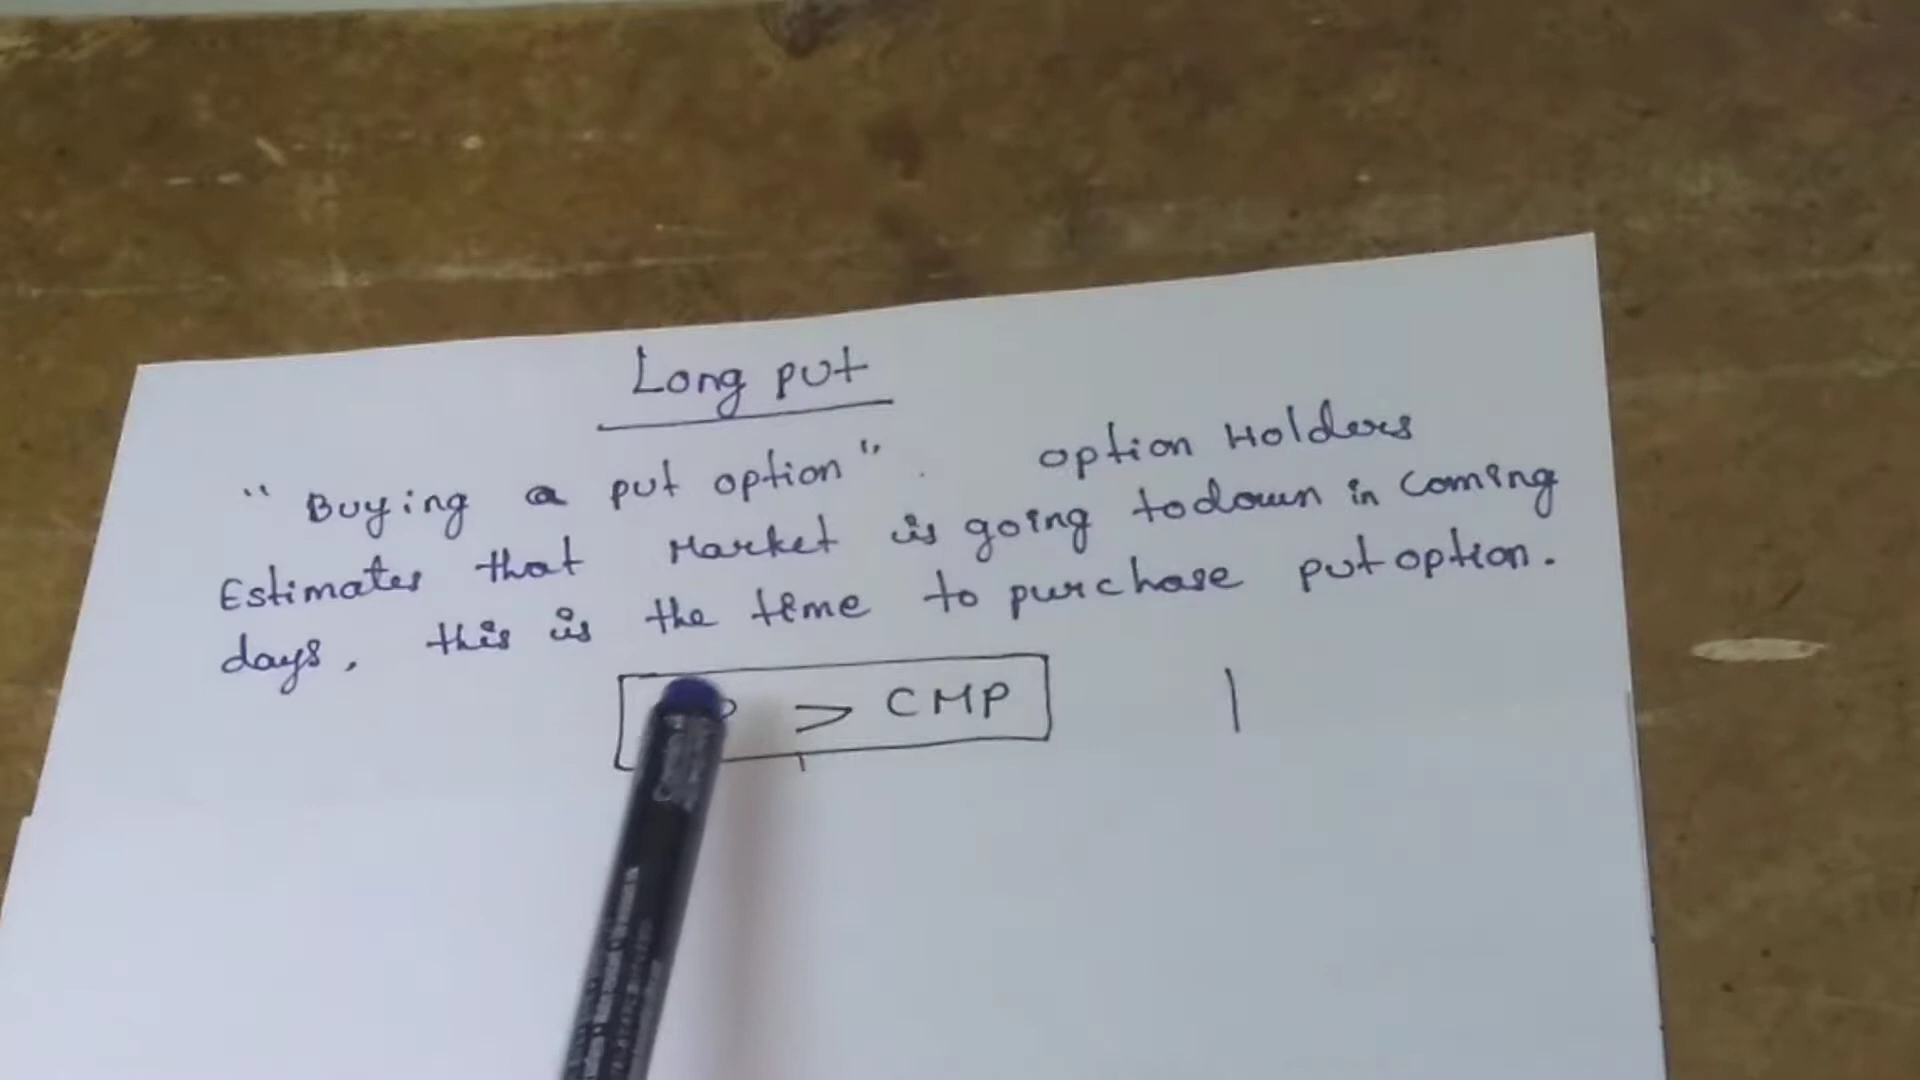 Long put
"Buying a put option". option Holders
Estimates that Market is going todown in coming
days, this is the time to purchase put option.
> CMP